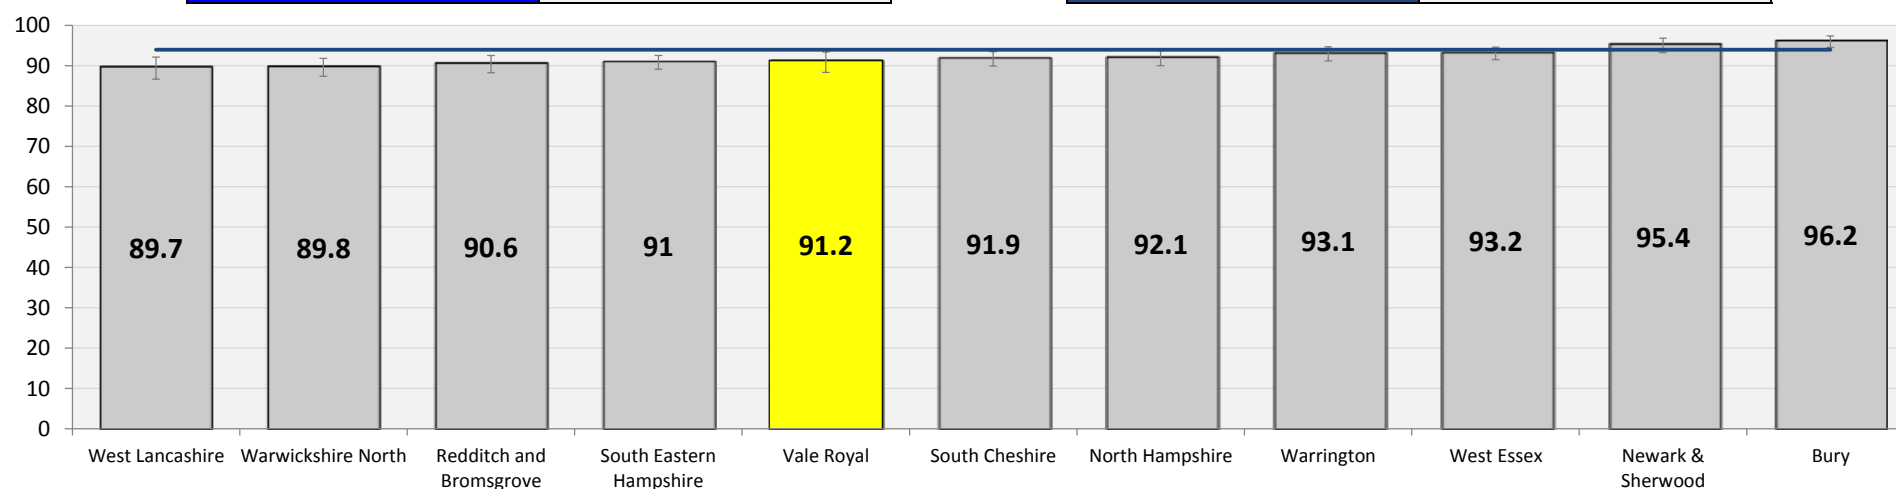 100
90
80
70
60
50
40
30
20
10
0
89.7
89.8
90.6
91
91.2
91.9
92.1
93.1
93.2
95.4
96.2
West Lancashire
Warwickshire North
Redditch and
Bromsgrove
South Eastern
Hampshire
Vale Royal
South Cheshire
North Hampshire
Warrington
West Essex
Newark &
Sherwood
Bury